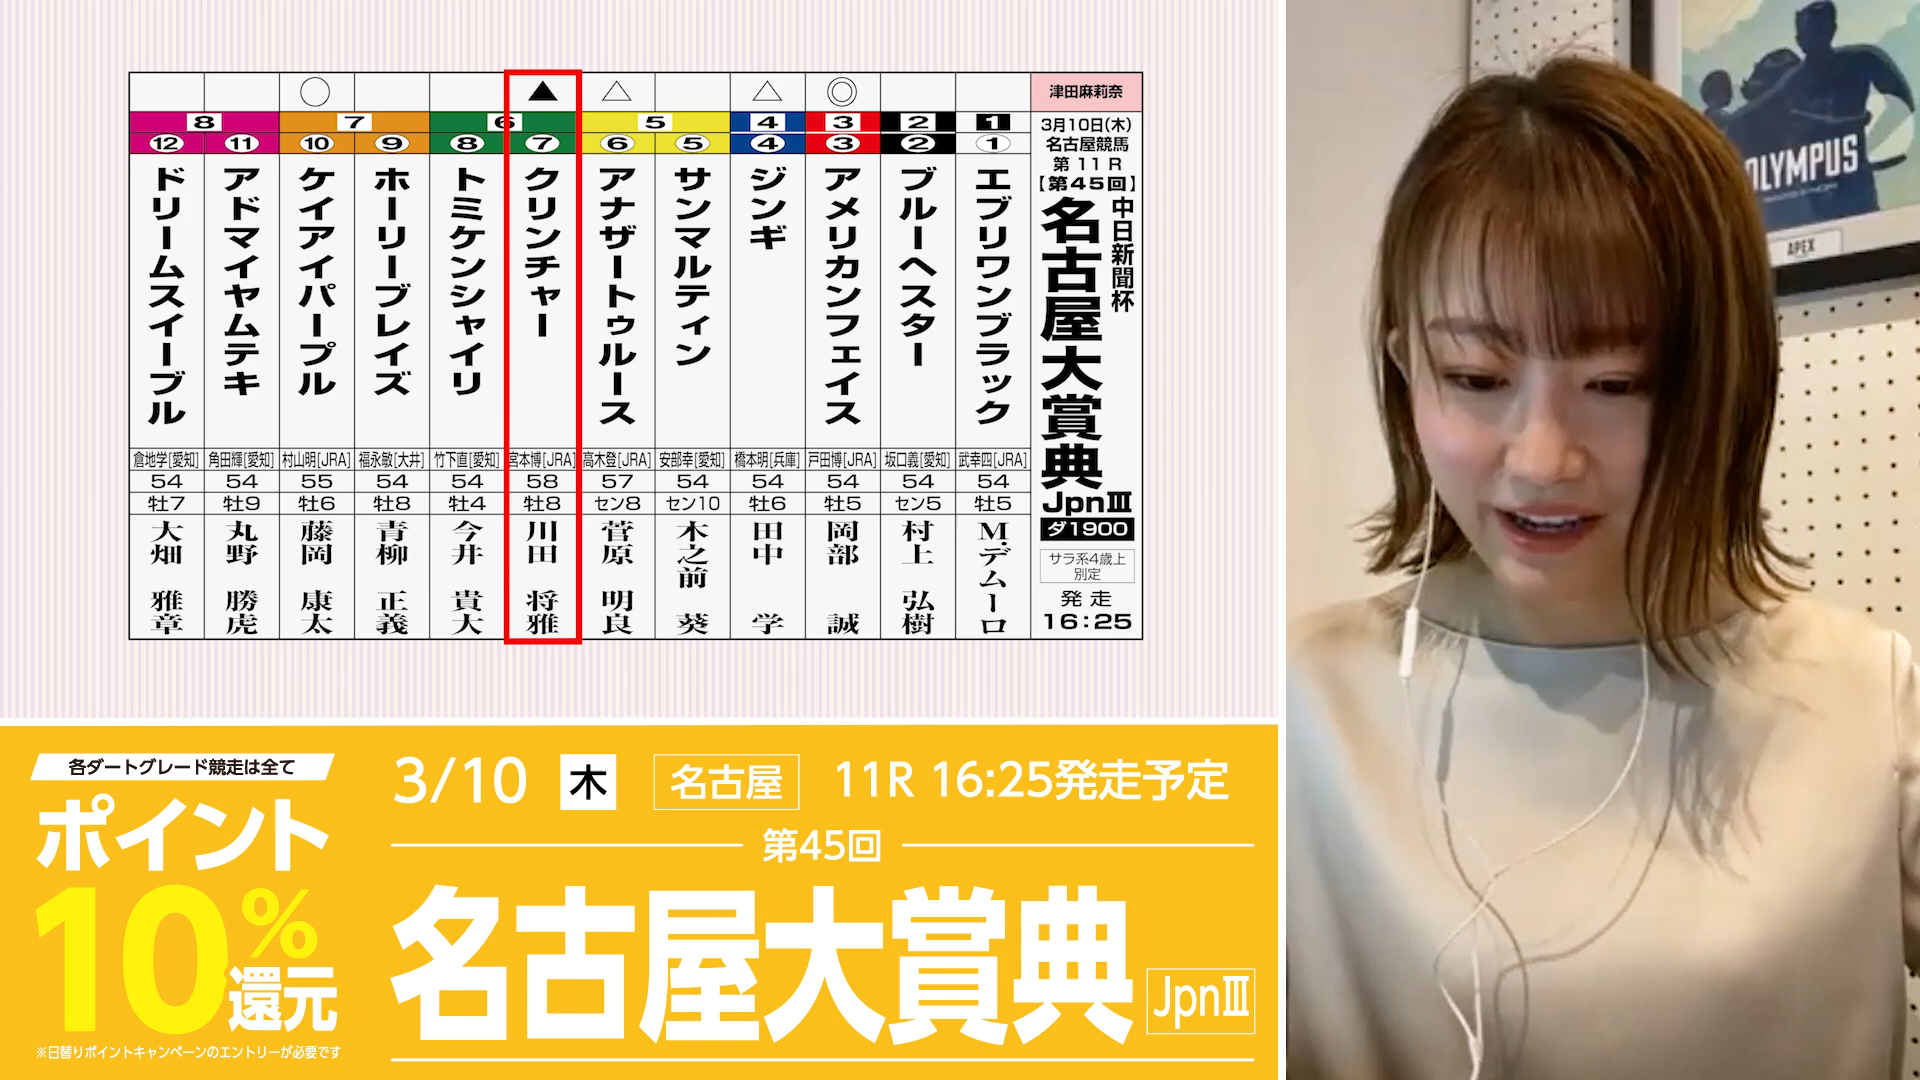 津田麻莉奈
3月10日(木)
名古屋競馬
第11R
【第45回】
中日新聞杯
名古屋大賞典
JpnⅢ
ダ1900
サラ系4歳上
別定
発走
16:25
1 ① エブリワンブラック 武幸四[JRA] 54 牡5 M.デムーロ
2 ② ブルーヘスター 坂口義[愛知] 54 セン5 村上弘樹
◎ 3 ③ アメリカンフェイス 戸田博[JRA] 54 牡5 岡部誠
△ 4 ④ ジンギ 橋本明[兵庫] 54 牡6 田中学
5 ⑤ サンマルティン 安部幸[愛知] 54 セン10 木之前葵
△ ⑥ アナザートゥルース 高木登[JRA] 57 セン8 菅原明良
▲ 6 ⑦ クリンチャー 宮本博[JRA] 58 牡8 川田将雅
⑧ トミケンシャイリ 竹下直[愛知] 54 牡4 今井貴大
7 ⑨ ホーリーブレイズ 福永敏[大井] 54 牡8 青柳正義
○ ⑩ ケイアイパープル 村山明[JRA] 55 牡6 藤岡康太
8 ⑪ アドマイヤムテキ 角田輝[愛知] 54 牡9 丸野勝虎
⑫ ドリームスイーブル 倉地学[愛知] 54 牡7 大畑雅章
各ダートグレード競走は全て
ポイント
10%
還元
※日替りポイントキャンペーンのエントリーが必要です
3/10 木 名古屋 11R 16:25発走予定
第45回
名古屋大賞典
JpnⅢ
OLYMPUS
APEX